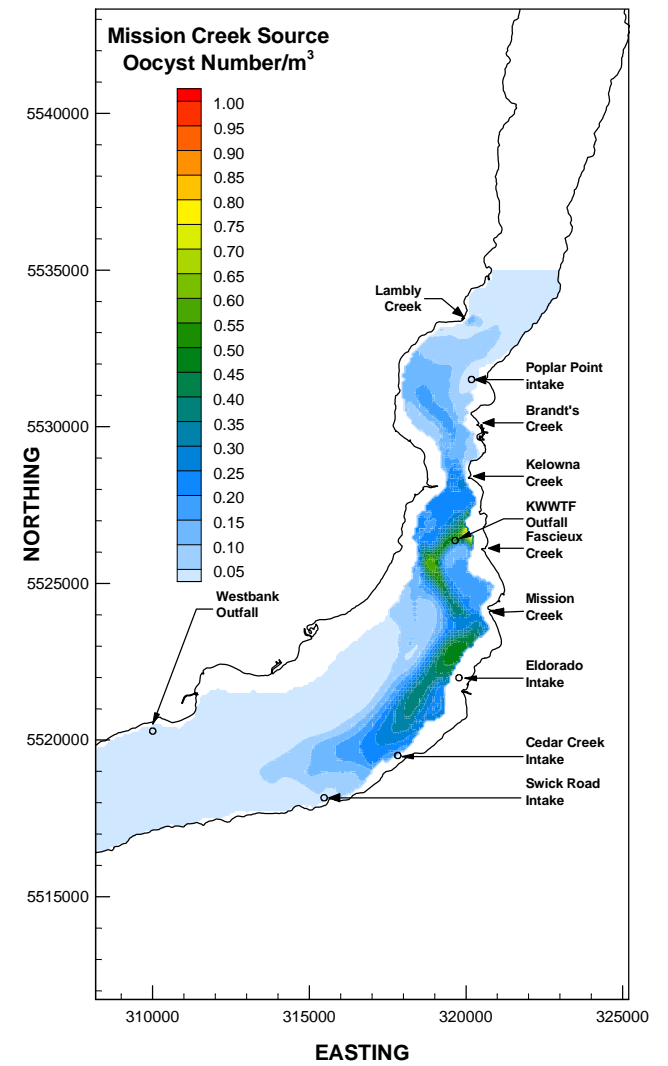 Mission Creek Source
Oocyst Number/m³
1.00
0.95
0.90
0.85
0.80
0.75
0.70
0.65
0.60
0.55
0.50
0.45
0.40
0.35
0.30
0.25
0.20
0.15
0.10
0.05
Lambly
Creek
Poplar Point
intake
Brandt's
Creek
Kelowna
Creek
KWWTF
Outfall
Fascieux
Creek
Mission
Creek
Westbank
Outfall
Eldorado
Intake
Cedar Creek
Intake
Swick Road
Intake
NORTHING
5540000
5535000
5530000
5525000
5520000
5515000
310000
315000
320000
325000
EASTING